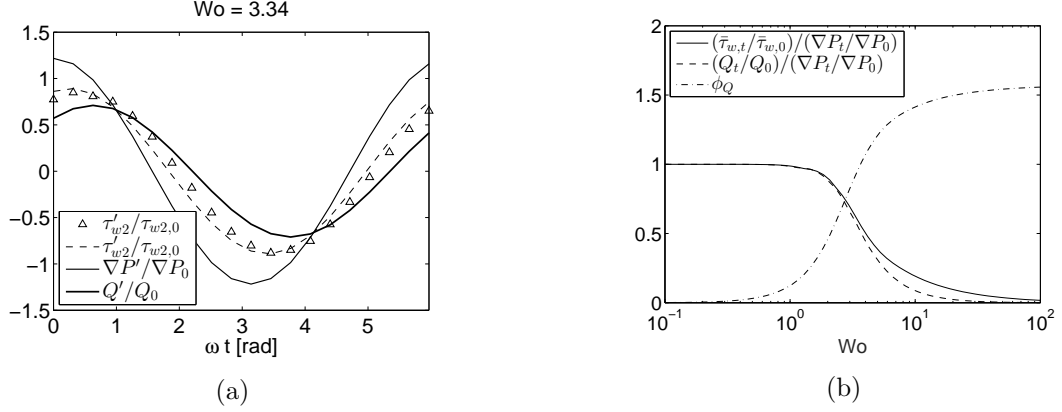 Wo = 3.34
1.5
1
0.5
0
−0.5
−1
−1.5
τ′w2/τw2,0
τ′w2/τw2,0
∇P′/∇P0
Q′/Q0
0 1 2 3 4 5
ω t [rad]
(a)
2
1.5
1
0.5
0
(τ̄w,t/τ̄w,0)/(∇Pt/∇P0)
(Qt/Q0)/(∇Pt/∇P0)
ϕQ
10⁻¹ 10⁰ 10¹ 10²
Wo
(b)